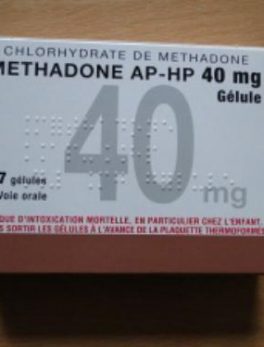 CHLORHYDRATE DE METHADONE
METHADONE AP-HP 40 mg
Gélule
40 mg
7 gélules
Voie orale
QUE D'INTOXICATION MORTELLE, EN PARTICULIER CHEZ L'ENFANT.
S SORTIR LES GÉLULES À L'AVANCE DE LA PLAQUETTE THERMOFORMÉE